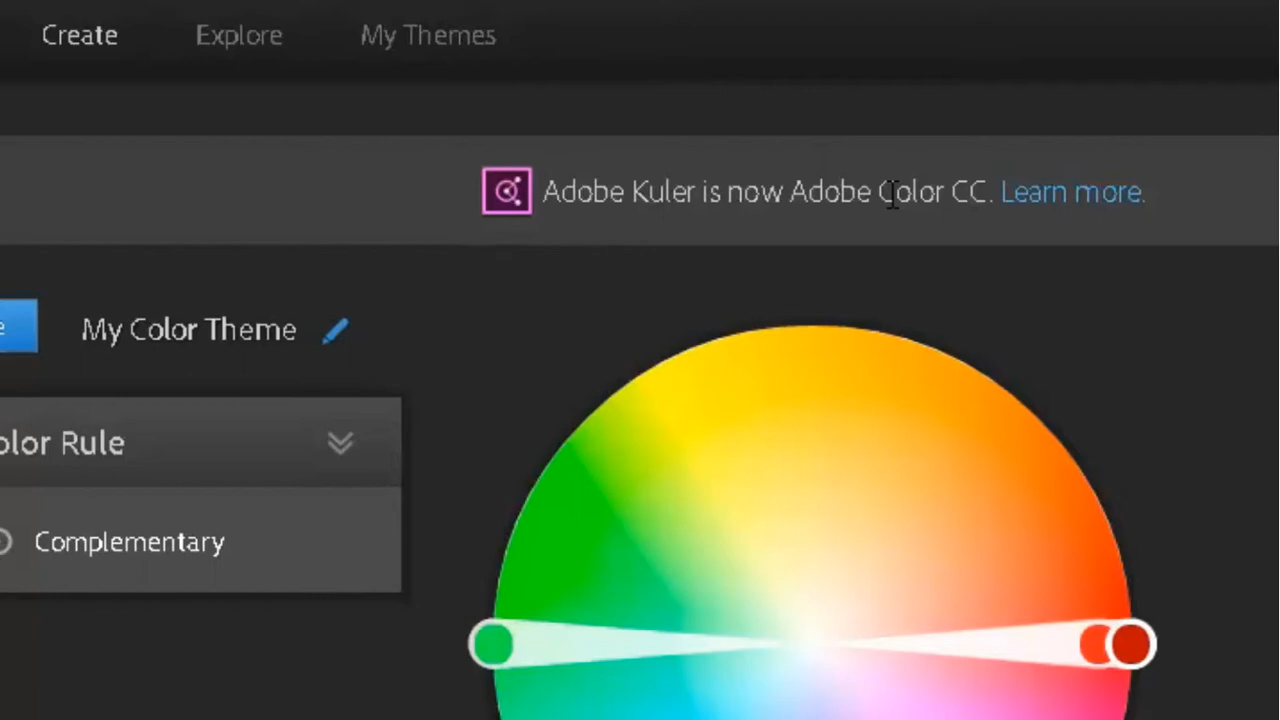 Create Explore My Themes
Adobe Kuler is now Adobe Color CC. Learn more.
My Color Theme
olor Rule
Complementary